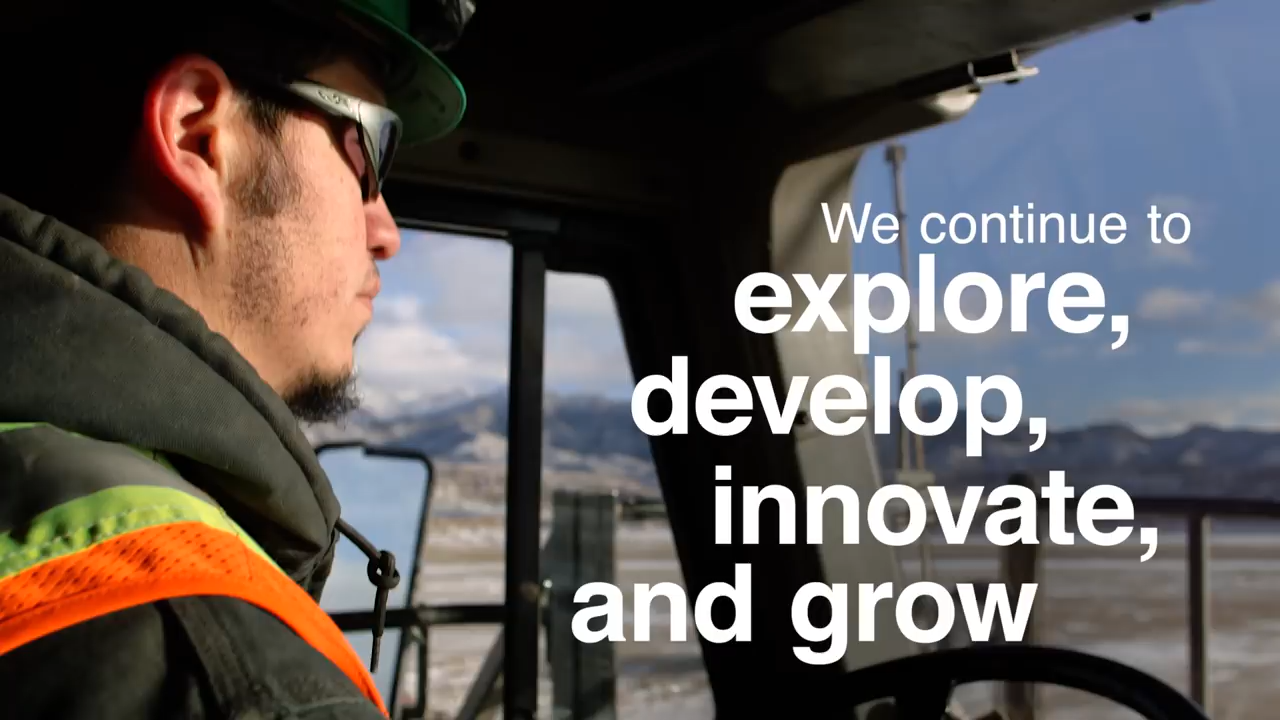 We continue to
explore,
develop,
innovate,
and grow